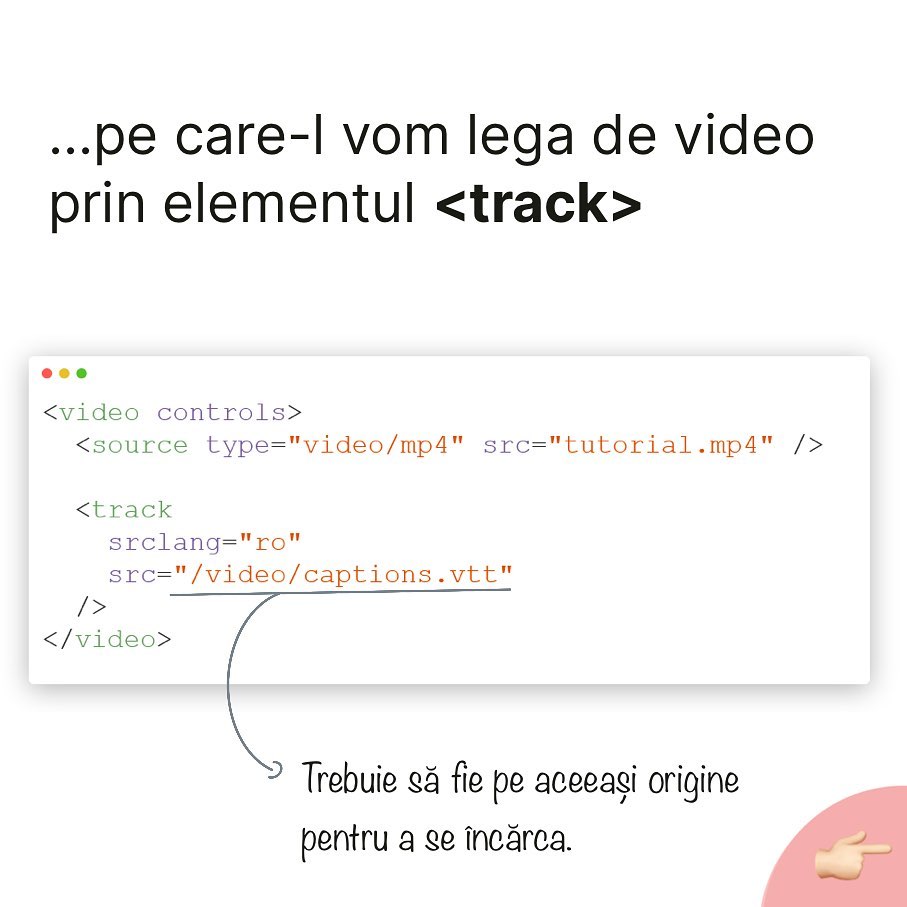 ...pe care-l vom lega de video
prin elementul <track>
<video controls>
<source type="video/mp4" src="tutorial.mp4" />
<track
srclang="ro"
src="/video/captions.vtt"
/>
</video>
Trebuie să fie pe aceeași origine
pentru a se încărca.